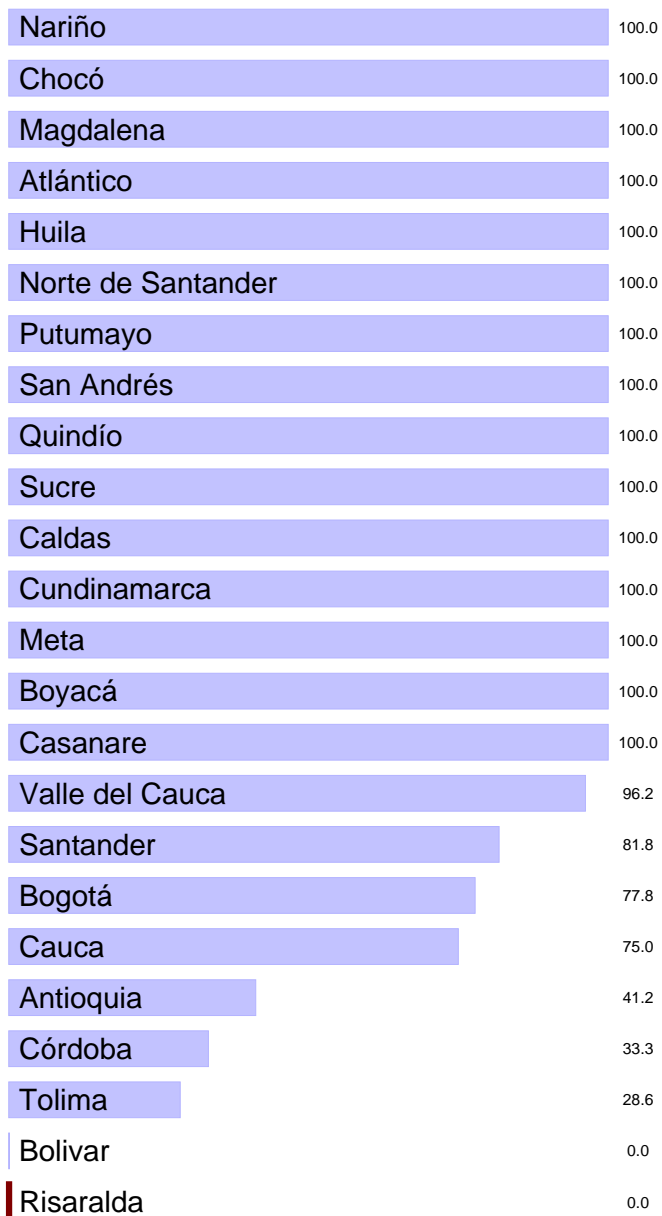 Nariño 100.0
Chocó 100.0
Magdalena 100.0
Atlántico 100.0
Huila 100.0
Norte de Santander 100.0
Putumayo 100.0
San Andrés 100.0
Quindío 100.0
Sucre 100.0
Caldas 100.0
Cundinamarca 100.0
Meta 100.0
Boyacá 100.0
Casanare 100.0
Valle del Cauca 96.2
Santander 81.8
Bogotá 77.8
Cauca 75.0
Antioquia 41.2
Córdoba 33.3
Tolima 28.6
Bolivar 0.0
Risaralda 0.0